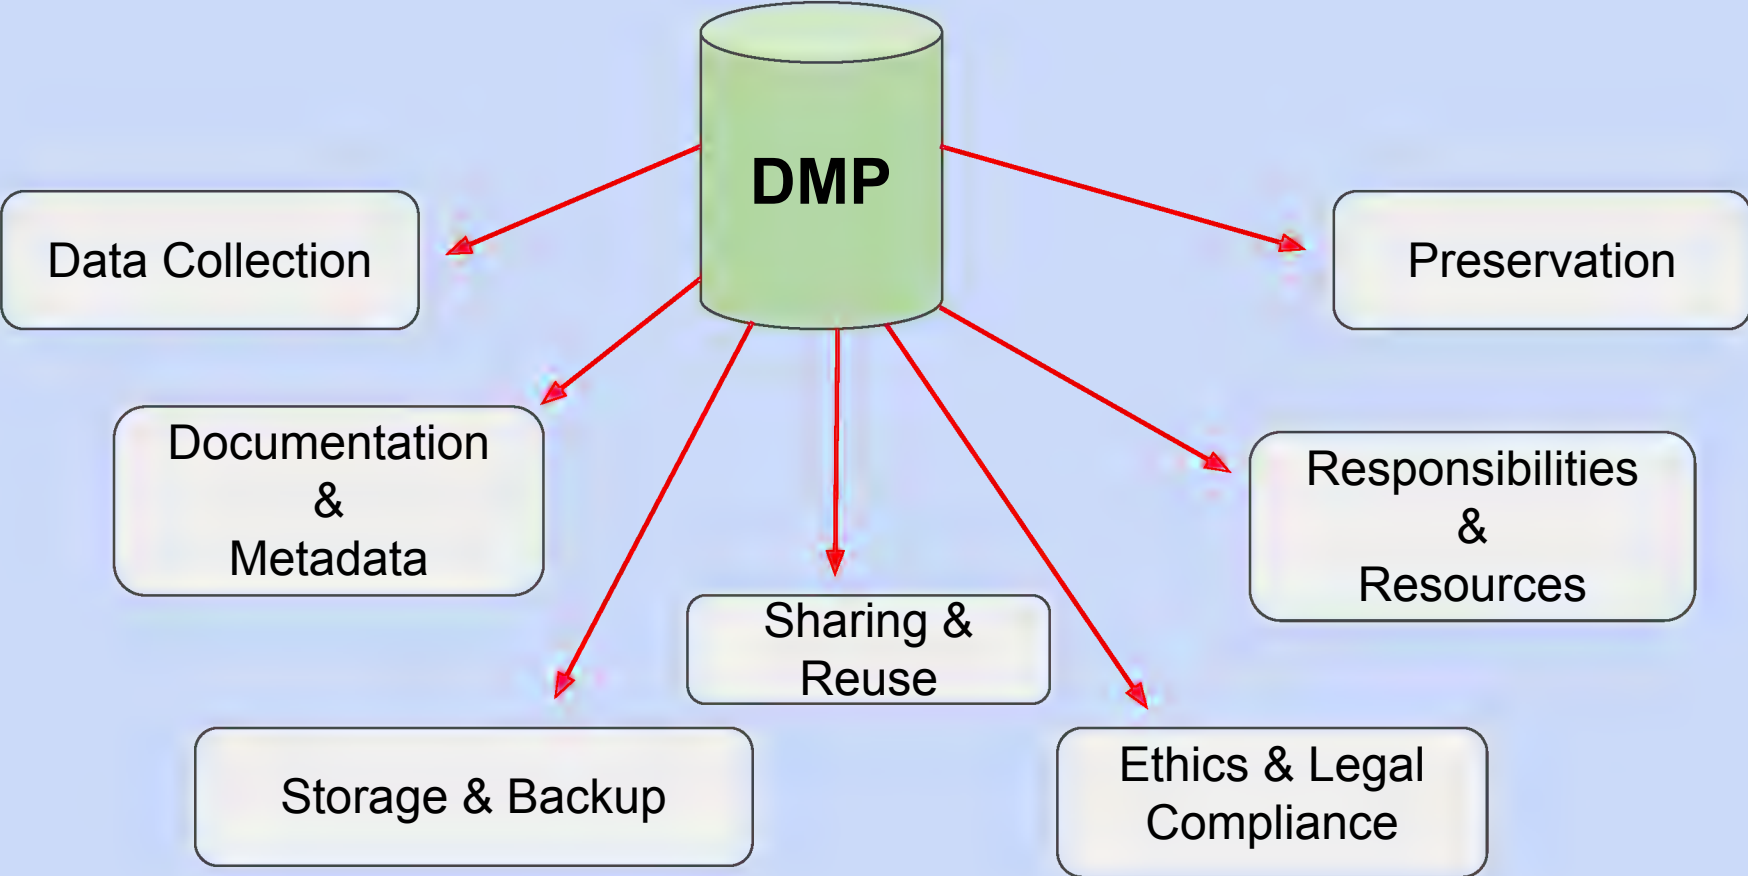 DMP
Data Collection
Preservation
Documentation
&
Metadata
Responsibilities
&
Resources
Sharing &
Reuse
Storage & Backup
Ethics & Legal
Compliance